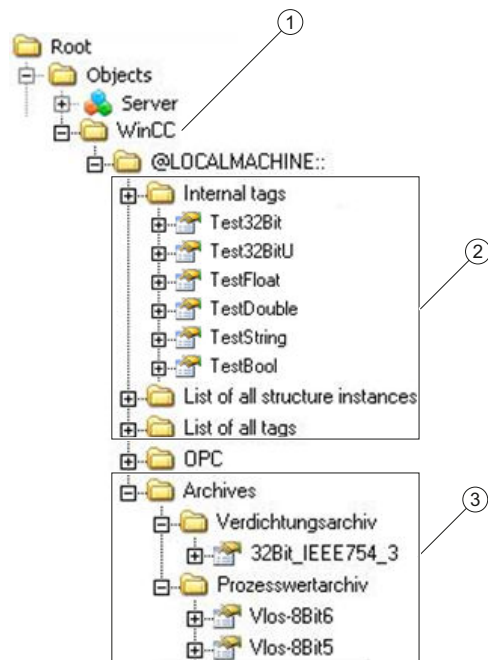 1
Root
Objects
Server
WinCC
@LOCALMACHINE::
Internal tags
Test32Bit
Test32BitU
2
TestFloat
TestDouble
TestString
TestBool
List of all structure instances
List of all tags
OPC
Archives
3
Verdichtungsarchiv
32Bit_IEEE754_3
Prozesswertarchiv
Vlos-8Bit6
Vlos-8Bit5